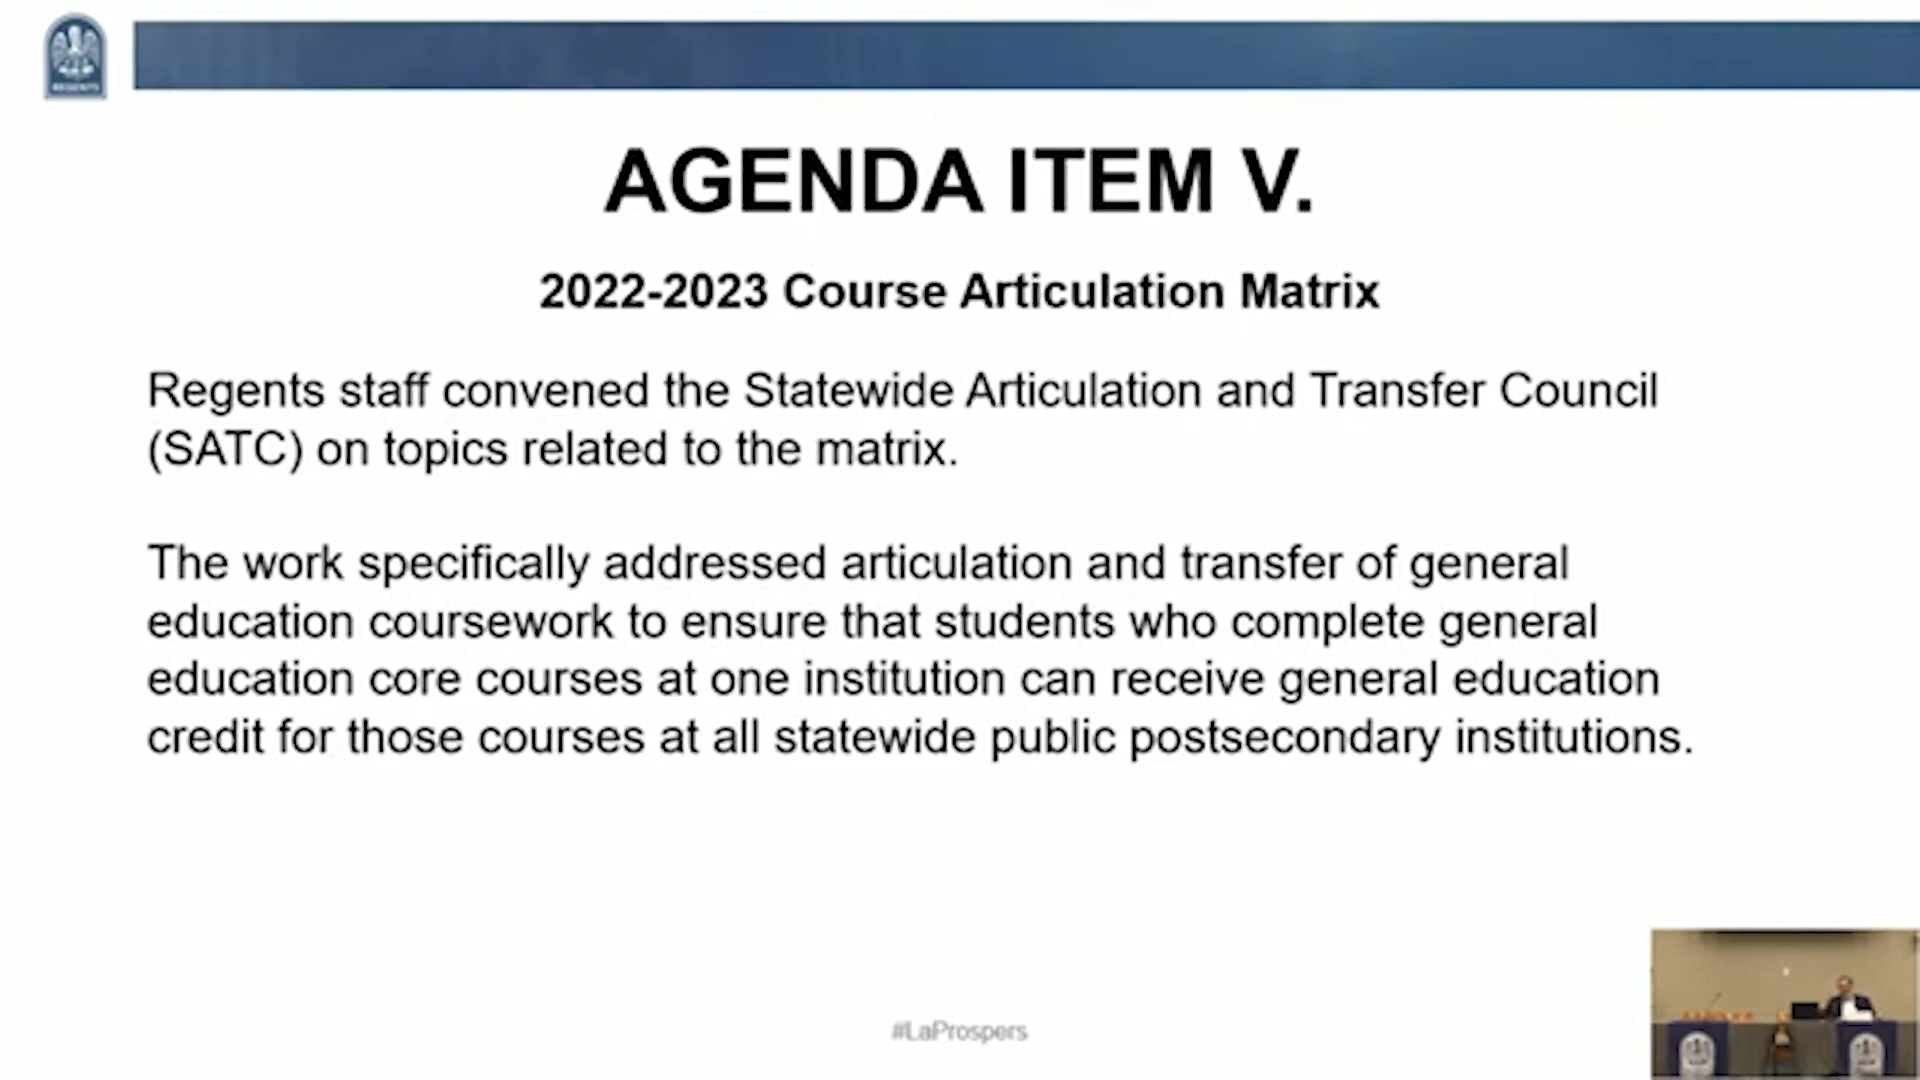 REGENTS
AGENDA ITEM V.
2022-2023 Course Articulation Matrix
Regents staff convened the Statewide Articulation and Transfer Council
(SATC) on topics related to the matrix.
The work specifically addressed articulation and transfer of general
education coursework to ensure that students who complete general
education core courses at one institution can receive general education
credit for those courses at all statewide public postsecondary institutions.
#LaProspers